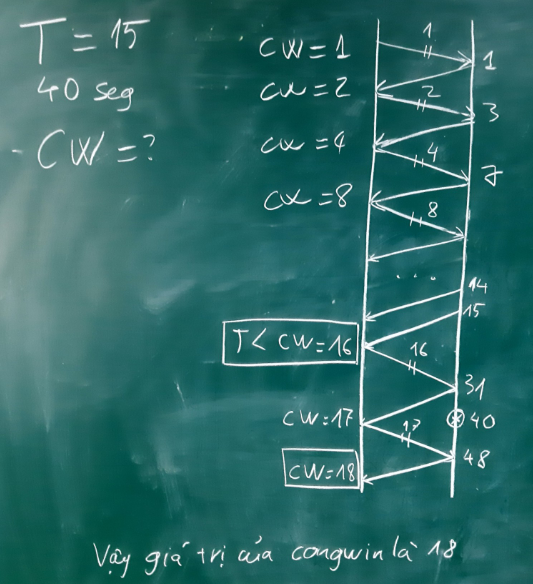 T = 15
40 seg
- CW = ?
CW = 1
1
1
CW = 2
2
3
CW = 4
4
7
CW = 8
8
...
14
15
T < CW = 16
16
31
CW = 17
17
40
48
CW = 18
Vậy giá trị của congwin là 18